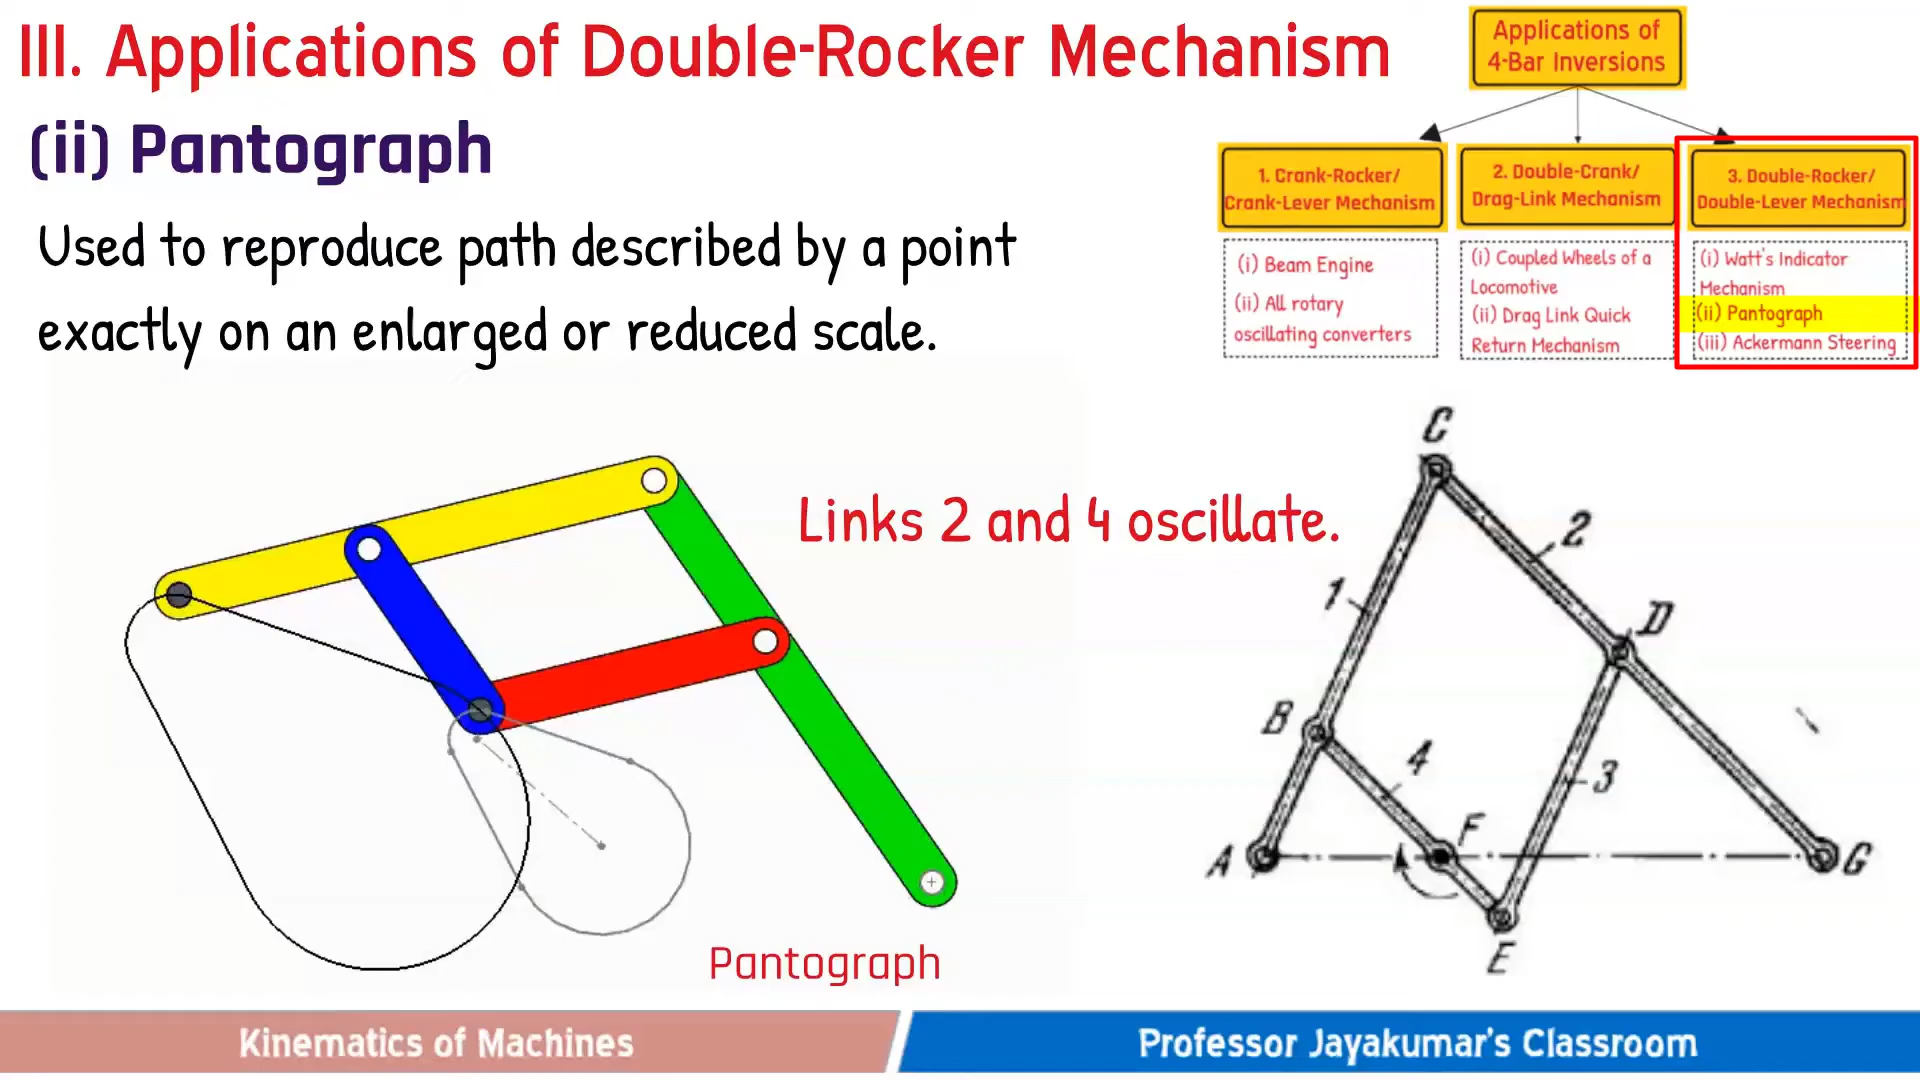 III. Applications of Double-Rocker Mechanism
(ii) Pantograph
Used to reproduce path described by a point
exactly on an enlarged or reduced scale.
Applications of
4-Bar Inversions
1. Crank-Rocker/
Crank-Lever Mechanism
2. Double-Crank/
Drag-Link Mechanism
3. Double-Rocker/
Double-Lever Mechanism
(i) Beam Engine
(ii) All rotary
oscillating converters
(i) Coupled Wheels of a
Locomotive
(ii) Drag Link Quick
Return Mechanism
(i) Watt's Indicator
Mechanism
(ii) Pantograph
(iii) Ackermann Steering
Links 2 and 4 oscillate.
Pantograph
C
2
1
D
B
4
3
F
A
G
E
Kinematics of Machines
Professor Jayakumar's Classroom